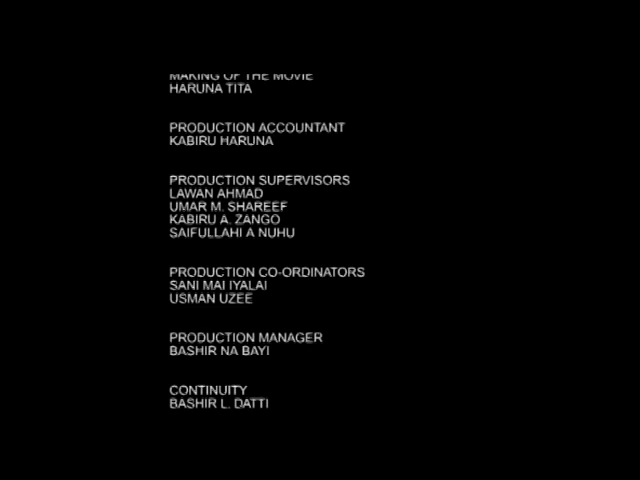 MAKING OF THE MOVIE
HARUNA TITA
PRODUCTION ACCOUNTANT
KABIRU HARUNA
PRODUCTION SUPERVISORS
LAWAN AHMAD
UMAR M. SHAREEF
KABIRU A. ZANGO
SAIFULLAHI A NUHU
PRODUCTION CO-ORDINATORS
SANI MAI IYALAI
USMAN UZEE
PRODUCTION MANAGER
BASHIR NA BAYI
CONTINUITY
BASHIR L. DATTI